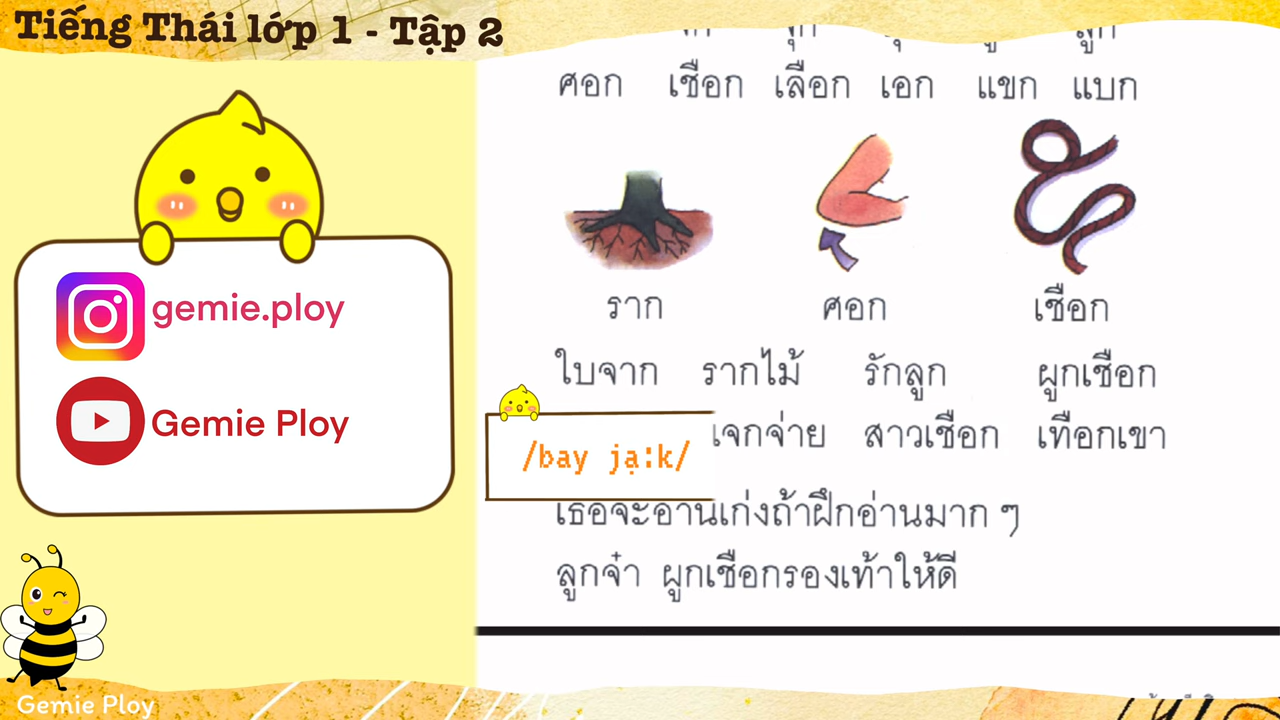 Tiếng Thái lớp 1 - Tập 2
gemie.ploy
Gemie Ploy
ศอก เชือก เลือก เอก แขก แบก
ราก ศอก เชือก
ใบจาก รากไม้ รักลูก ผูกเชือก
/bay jạ:k/
แจกจ่าย สาวเชือก เทือกเขา
เธอจะอ่านเก่งถ้าฝึกอ่านมาก ๆ
ลูกจ๋า ผูกเชือกรองเท้าให้ดี
Gemie Ploy